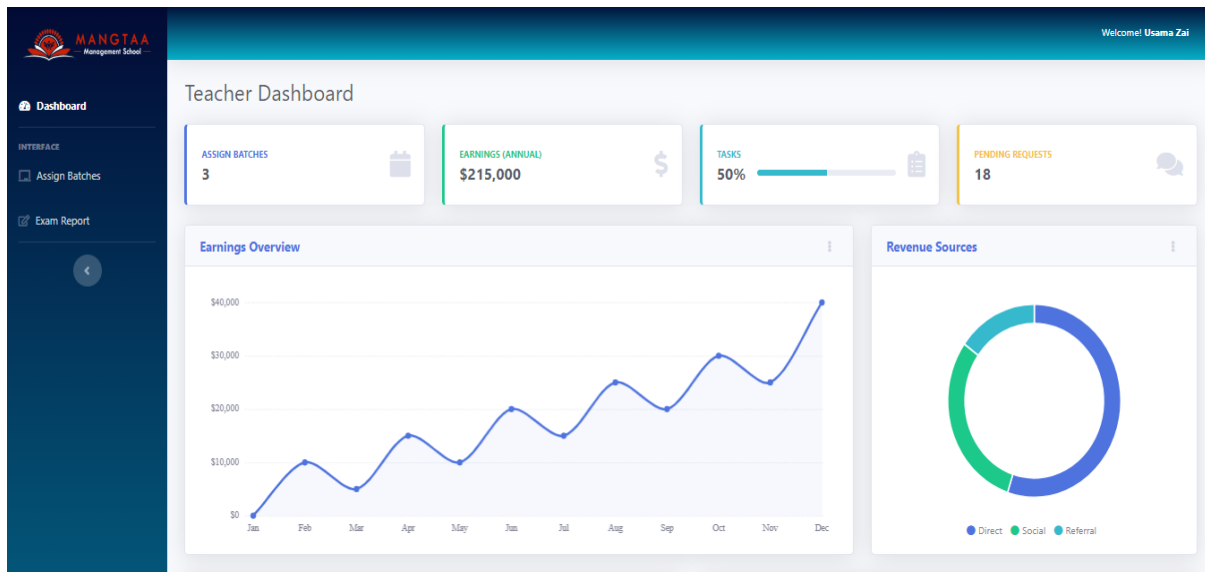 MANGTAA
Management School
Welcome! Usama Zai
Dashboard
INTERFACE
Assign Batches
Exam Report
Teacher Dashboard
ASSIGN BATCHES
3
EARNINGS (ANNUAL)
$215,000
TASKS
50%
PENDING REQUESTS
18
Earnings Overview
$40,000
$30,000
$20,000
$10,000
$0
Jan Feb Mar Apr May Jun Jul Aug Sep Oct Nov Dec
Revenue Sources
Direct Social Referral